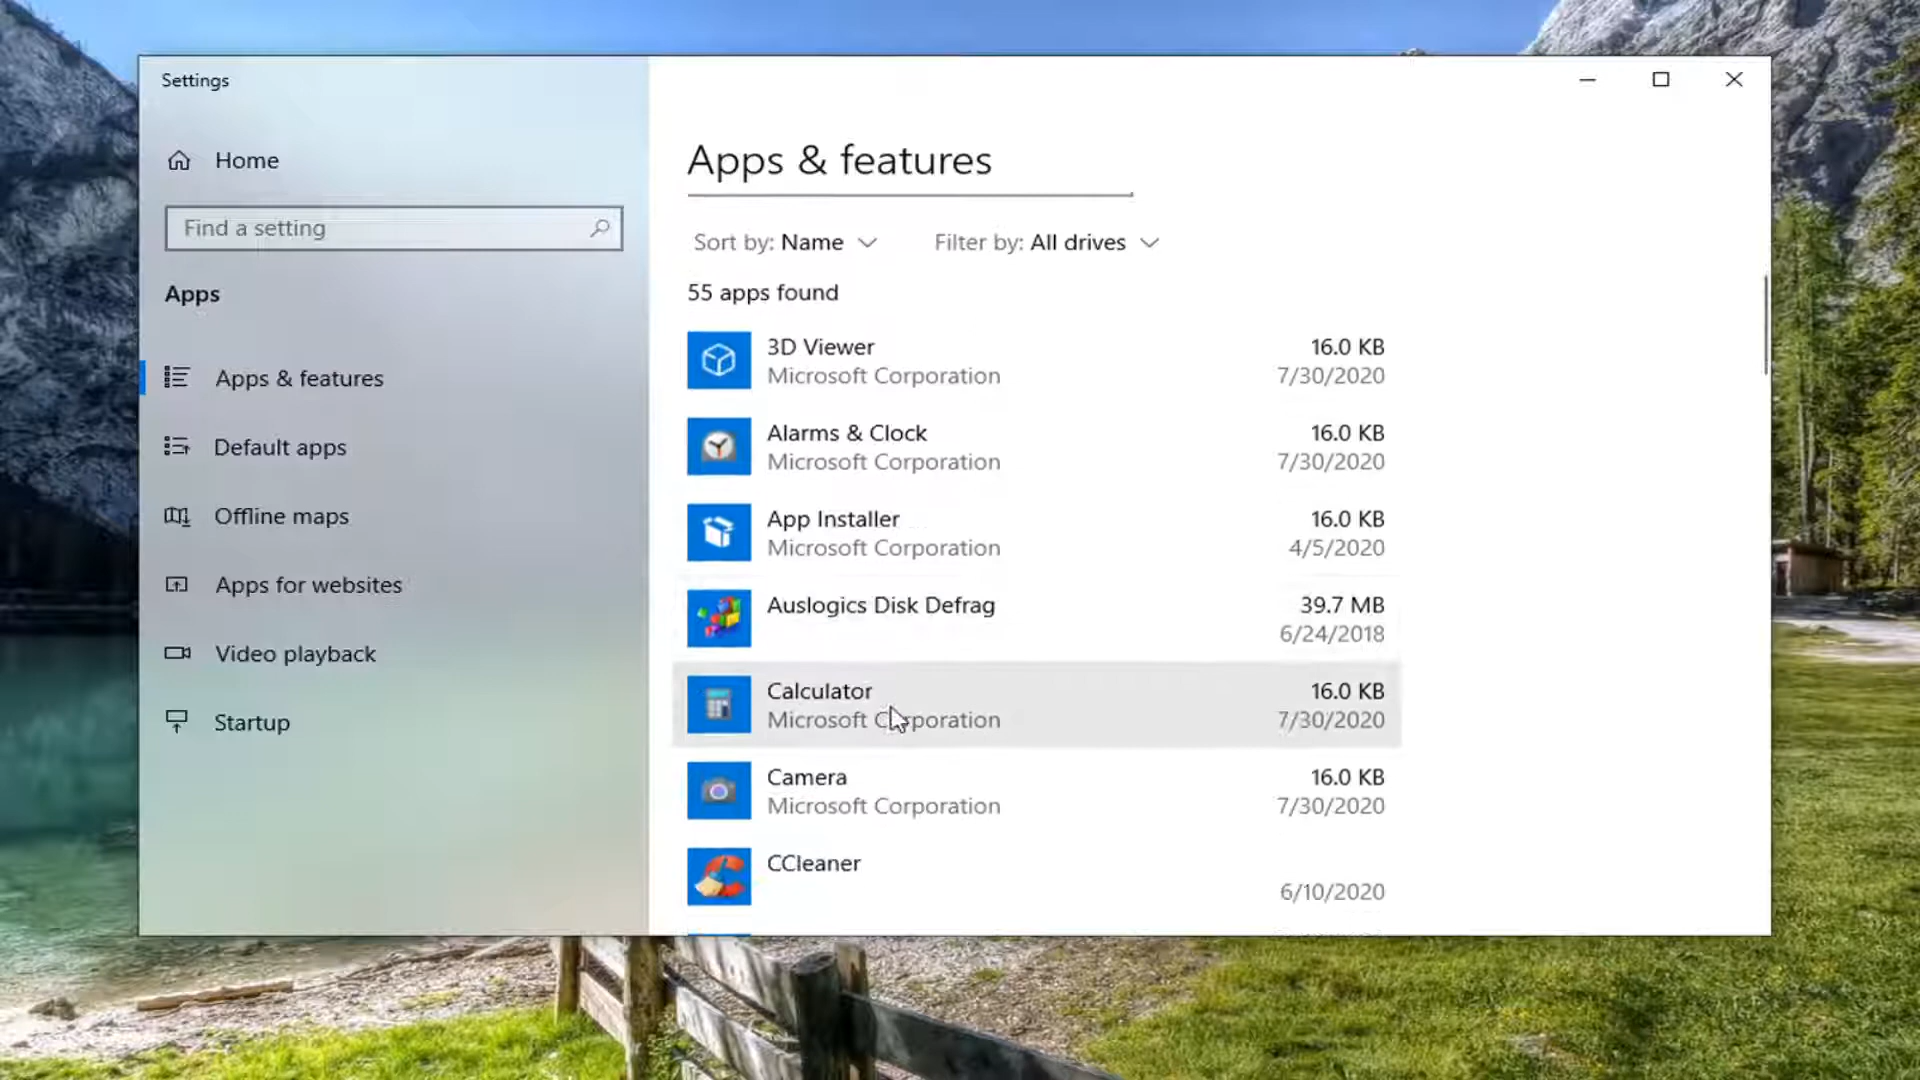 Settings
Home
Find a setting
Apps
Apps & features
Default apps
Offline maps
Apps for websites
Video playback
Startup
Apps & features
Sort by: Name
Filter by: All drives
55 apps found
3D Viewer
16.0 KB
Microsoft Corporation
7/30/2020
Alarms & Clock
16.0 KB
Microsoft Corporation
7/30/2020
App Installer
16.0 KB
Microsoft Corporation
4/5/2020
Auslogics Disk Defrag
39.7 MB
6/24/2018
Calculator
16.0 KB
Microsoft Corporation
7/30/2020
Camera
16.0 KB
Microsoft Corporation
7/30/2020
CCleaner
6/10/2020